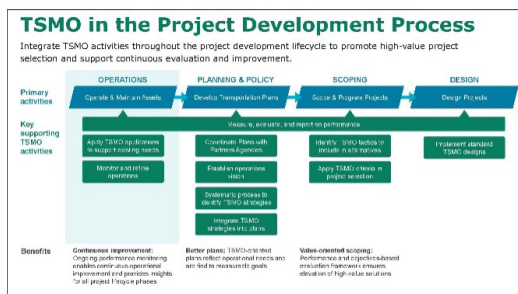 TSMO in the Project Development Process
Integrate TSMO activities throughout the project development lifecycle to promote high-value project
selection and support continuous evaluation and improvement.
OPERATIONS
PLANNING & POLICY
SCOPING
DESIGN
Primary
activities
Operate & Maintain Assets
Develop Transportation Plans
Scope & Program Projects
Design Projects
Key
supporting
TSMO
activities
Measure, evaluate, and report on performance
Apply TSMO applications
to support existing needs
Monitor and refine
operations
Coordinate Plans with
Partners Agencies
Establish operations
vision
Systematic process to
identify TSMO strategies
Integrate TSMO
strategies into plans
Identify TSMO tactics to
include in alternatives
Apply TSMO criteria in
project selection
Implement standard
TSMO designs
Benefits
Continuous improvement:
Ongoing performance monitoring
enables continuous operational
improvement and provides insights
for all project lifecycle phases
Better plans: TSMO-oriented
plans reflect operational needs and
are tied to measurable goals
Value-oriented scoping:
Performance and objectives-based
evaluation framework ensures
elevation of high-value solutions